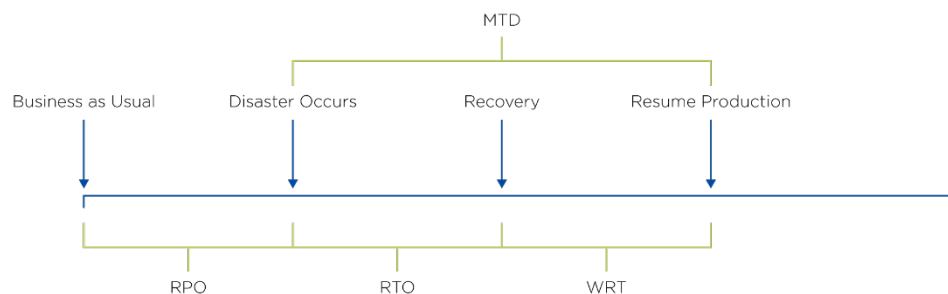 MTD
Business as Usual
Disaster Occurs
Recovery
Resume Production
RPO
RTO
WRT